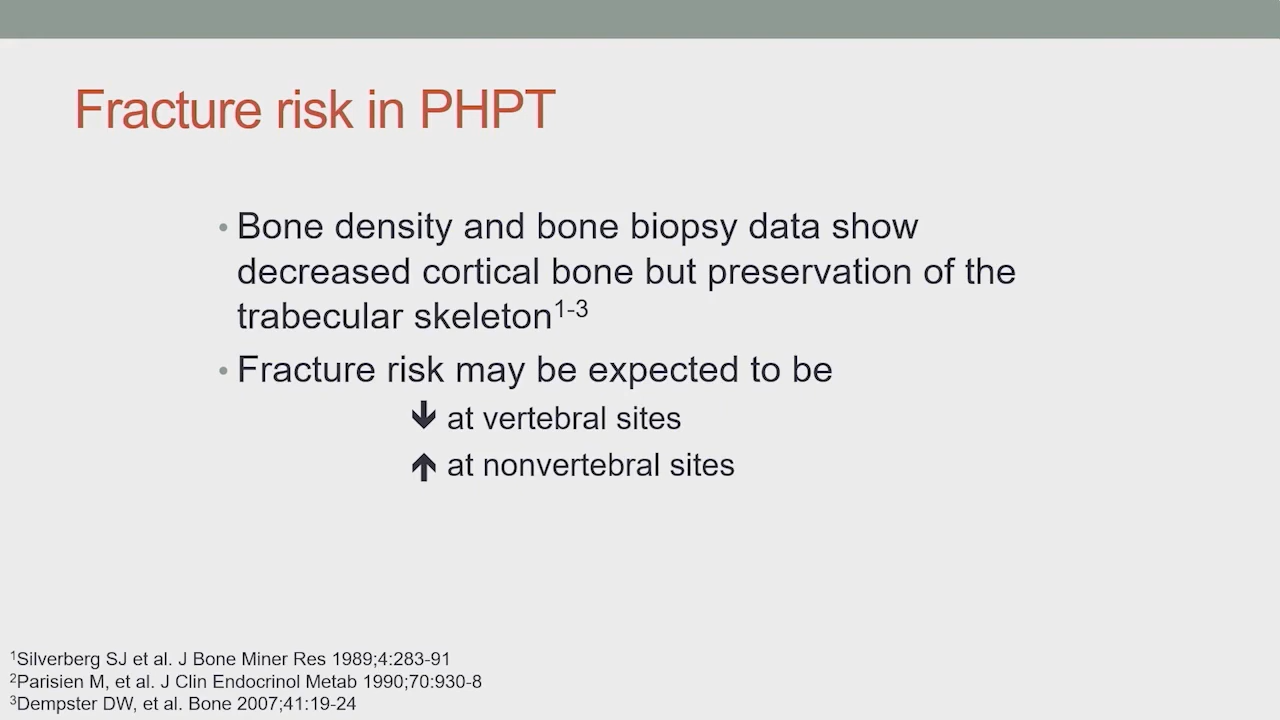 Fracture risk in PHPT
• Bone density and bone biopsy data show
decreased cortical bone but preservation of the
trabecular skeleton¹⁻³
• Fracture risk may be expected to be
🡇 at vertebral sites
🡅 at nonvertebral sites
¹Silverberg SJ et al. J Bone Miner Res 1989;4:283-91
²Parisien M, et al. J Clin Endocrinol Metab 1990;70:930-8
³Dempster DW, et al. Bone 2007;41:19-24